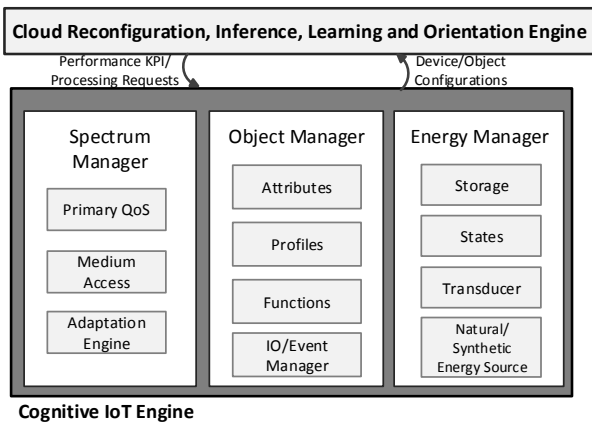 Cloud Reconfiguration, Inference, Learning and Orientation Engine
Performance KPI/
Processing Requests
Device/Object
Configurations
Spectrum
Manager
Primary QoS
Medium
Access
Adaptation
Engine
Object Manager
Attributes
Profiles
Functions
IO/Event
Manager
Energy Manager
Storage
States
Transducer
Natural/
Synthetic
Energy Source
Cognitive IoT Engine